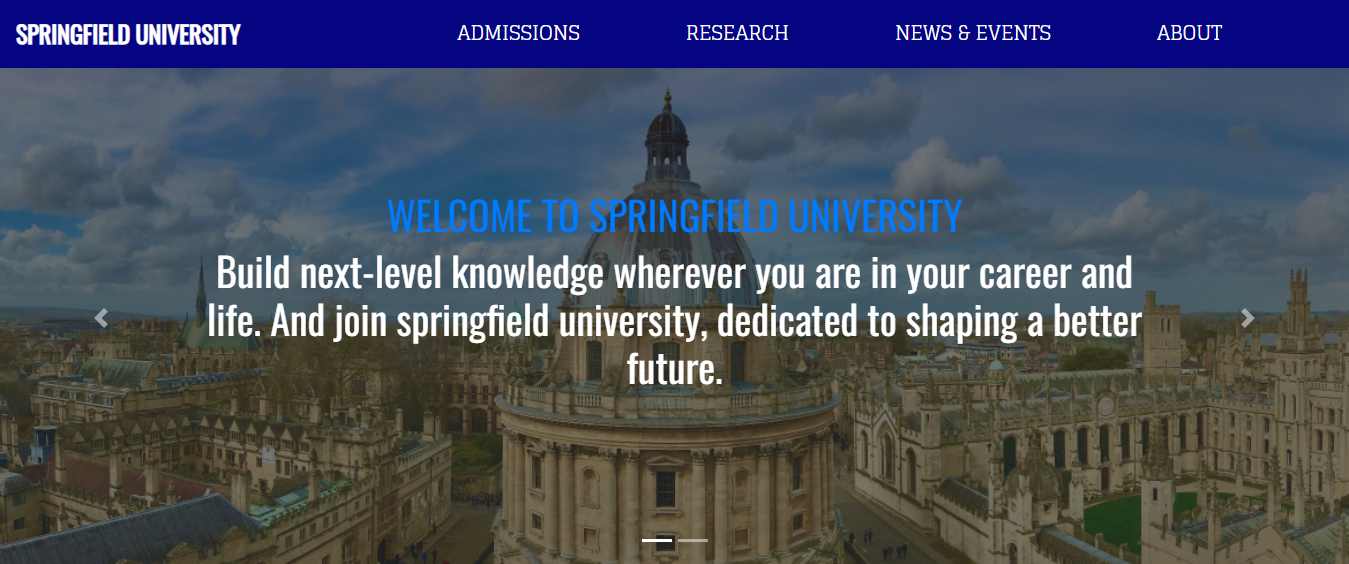 SPRINGFIELD UNIVERSITY
ADMISSIONS
RESEARCH
NEWS & EVENTS
ABOUT
WELCOME TO SPRINGFIELD UNIVERSITY
Build next-level knowledge wherever you are in your career and
life. And join springfield university, dedicated to shaping a better
future.